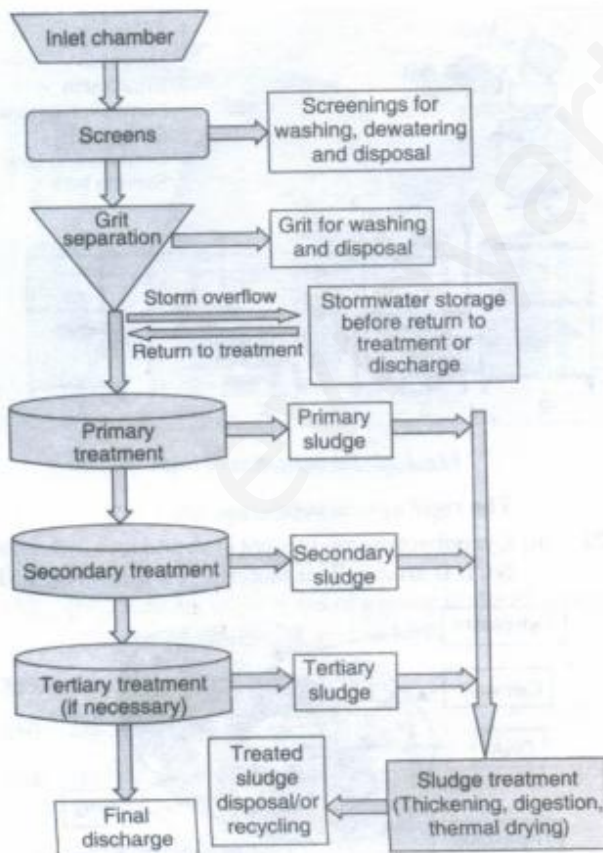 Inlet chamber
Screens
Screenings for
washing, dewatering
and disposal
Grit
separation
Grit for washing
and disposal
Storm overflow
Return to treatment
Stormwater storage
before return to
treatment or
discharge
Primary
treatment
Primary
sludge
Secondary treatment
Secondary
sludge
Tertiary treatment
(if necessary)
Tertiary
sludge
Final
discharge
Treated
sludge
disposal/or
recycling
Sludge treatment
(Thickening, digestion,
thermal drying)